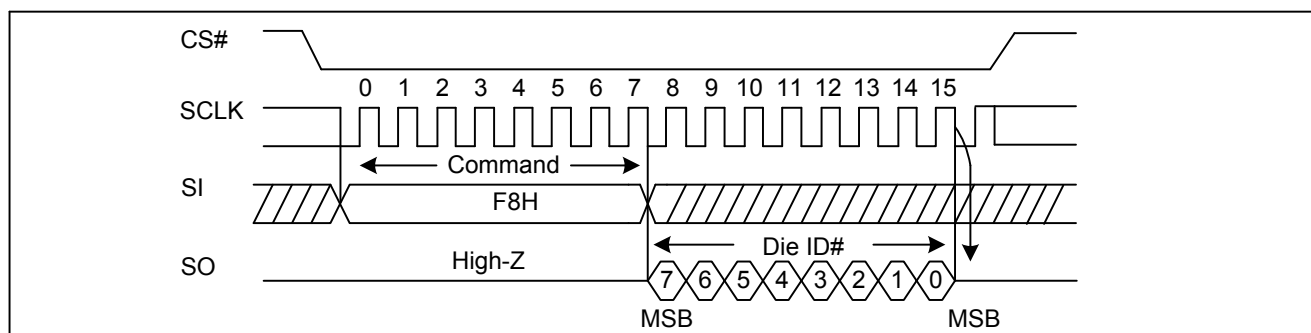 CS#
0 1 2 3 4 5 6 7 8 9 10 11 12 13 14 15
SCLK
Command
SI
F8H
Die ID#
SO
High-Z
7 6 5 4 3 2 1 0
MSB MSB